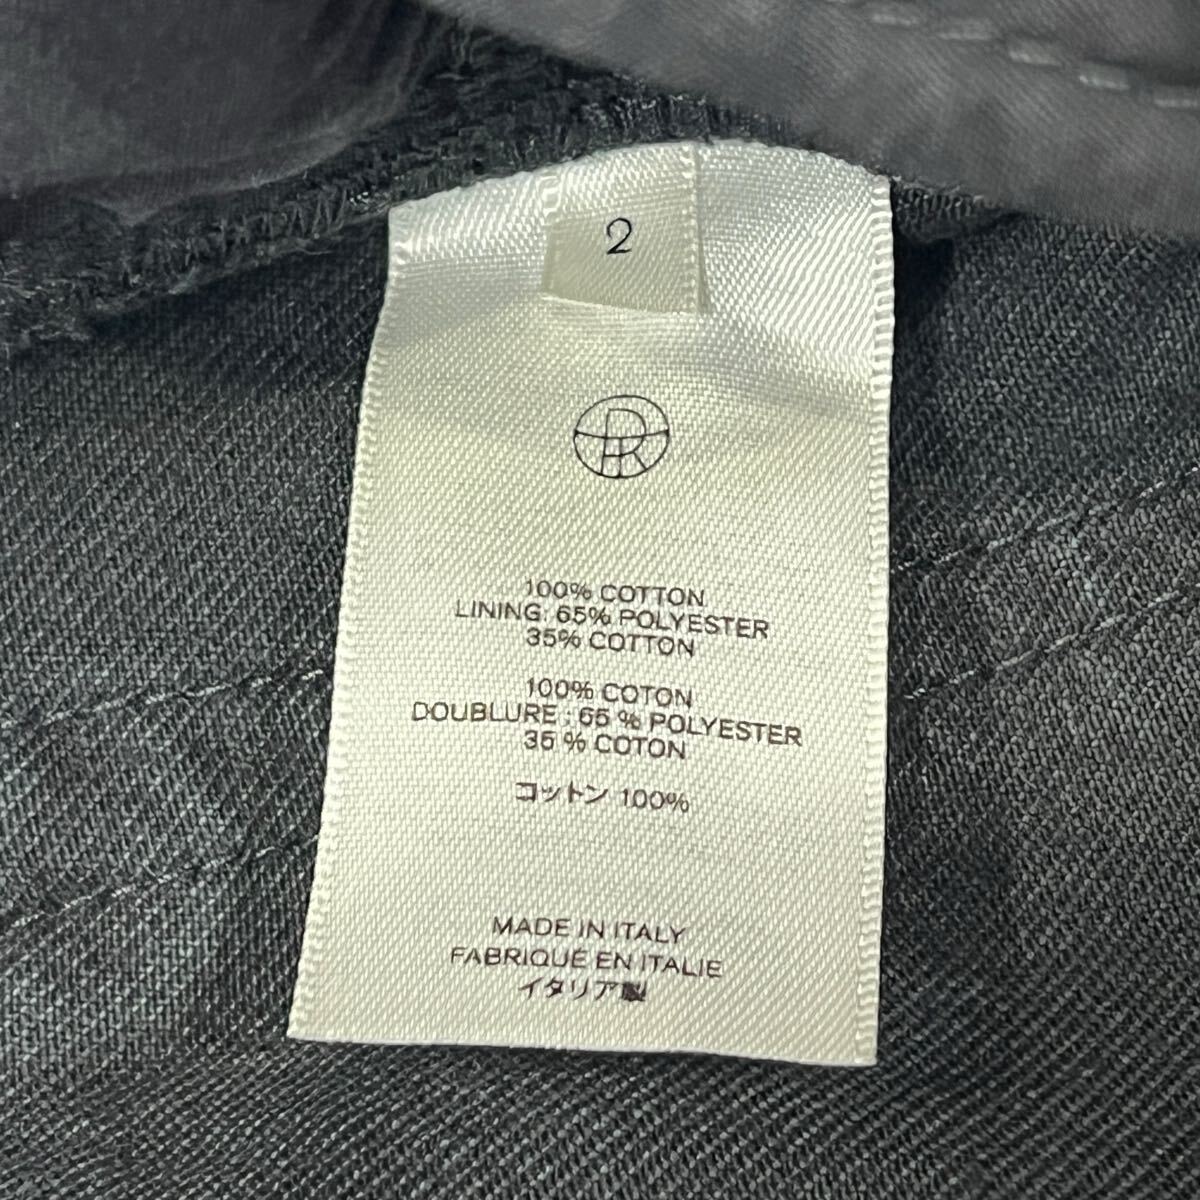 2
100% COTTON
LINING: 65% POLYESTER
35% COTTON
100% COTON
DOUBLURE : 65 % POLYESTER
35 % COTON
コットン 100%
MADE IN ITALY
FABRIQUÉ EN ITALIE
イタリア製